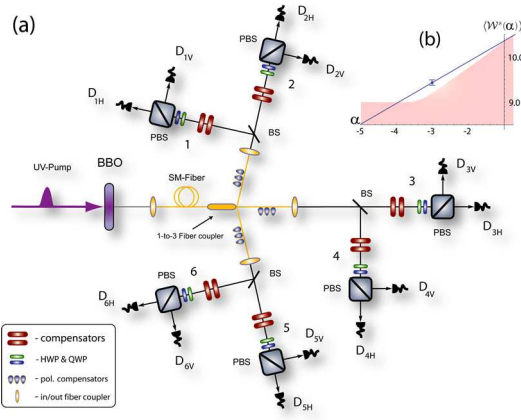 (a)
D2H
PBS
D2V
D1V
D1H
PBS
1
2
BS
(b)
⟨Wˢ(α)⟩
10.0
9.0
α
-5
-4
-3
-2
UV-Pump
BBO
SM-Fiber
1-to-3 Fiber coupler
BS
3
D3V
D3H
PBS
4
PBS
D4V
D4H
6
BS
PBS
D6H
D6V
5
D5V
PBS
D5H
- compensators
- HWP & QWP
- pol. compensators
- in/out fiber coupler